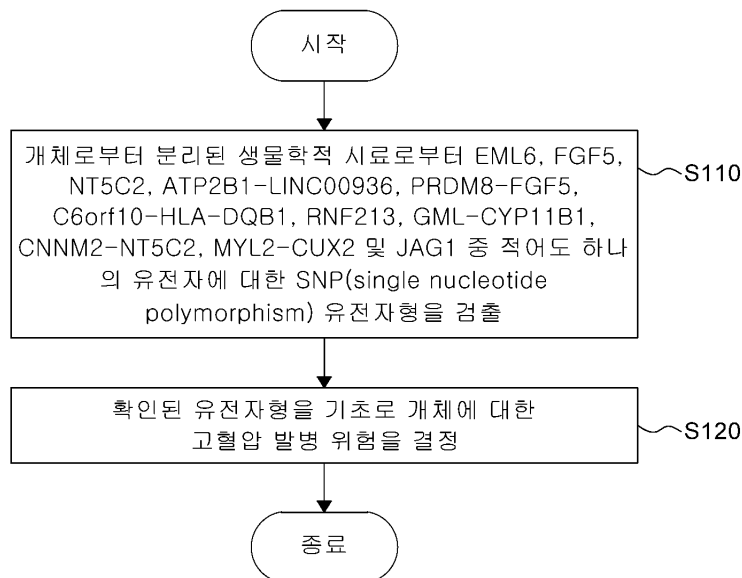 시작
개체로부터 분리된 생물학적 시료로부터 EML6, FGF5,
NT5C2, ATP2B1-LINC00936, PRDM8-FGF5,
C6orf10-HLA-DQB1, RNF213, GML-CYP11B1,
CNNM2-NT5C2, MYL2-CUX2 및 JAG1 중 적어도 하나
의 유전자에 대한 SNP(single nucleotide
polymorphism) 유전자형을 검출
S110
확인된 유전자형을 기초로 개체에 대한
고혈압 발병 위험을 결정
S120
종료